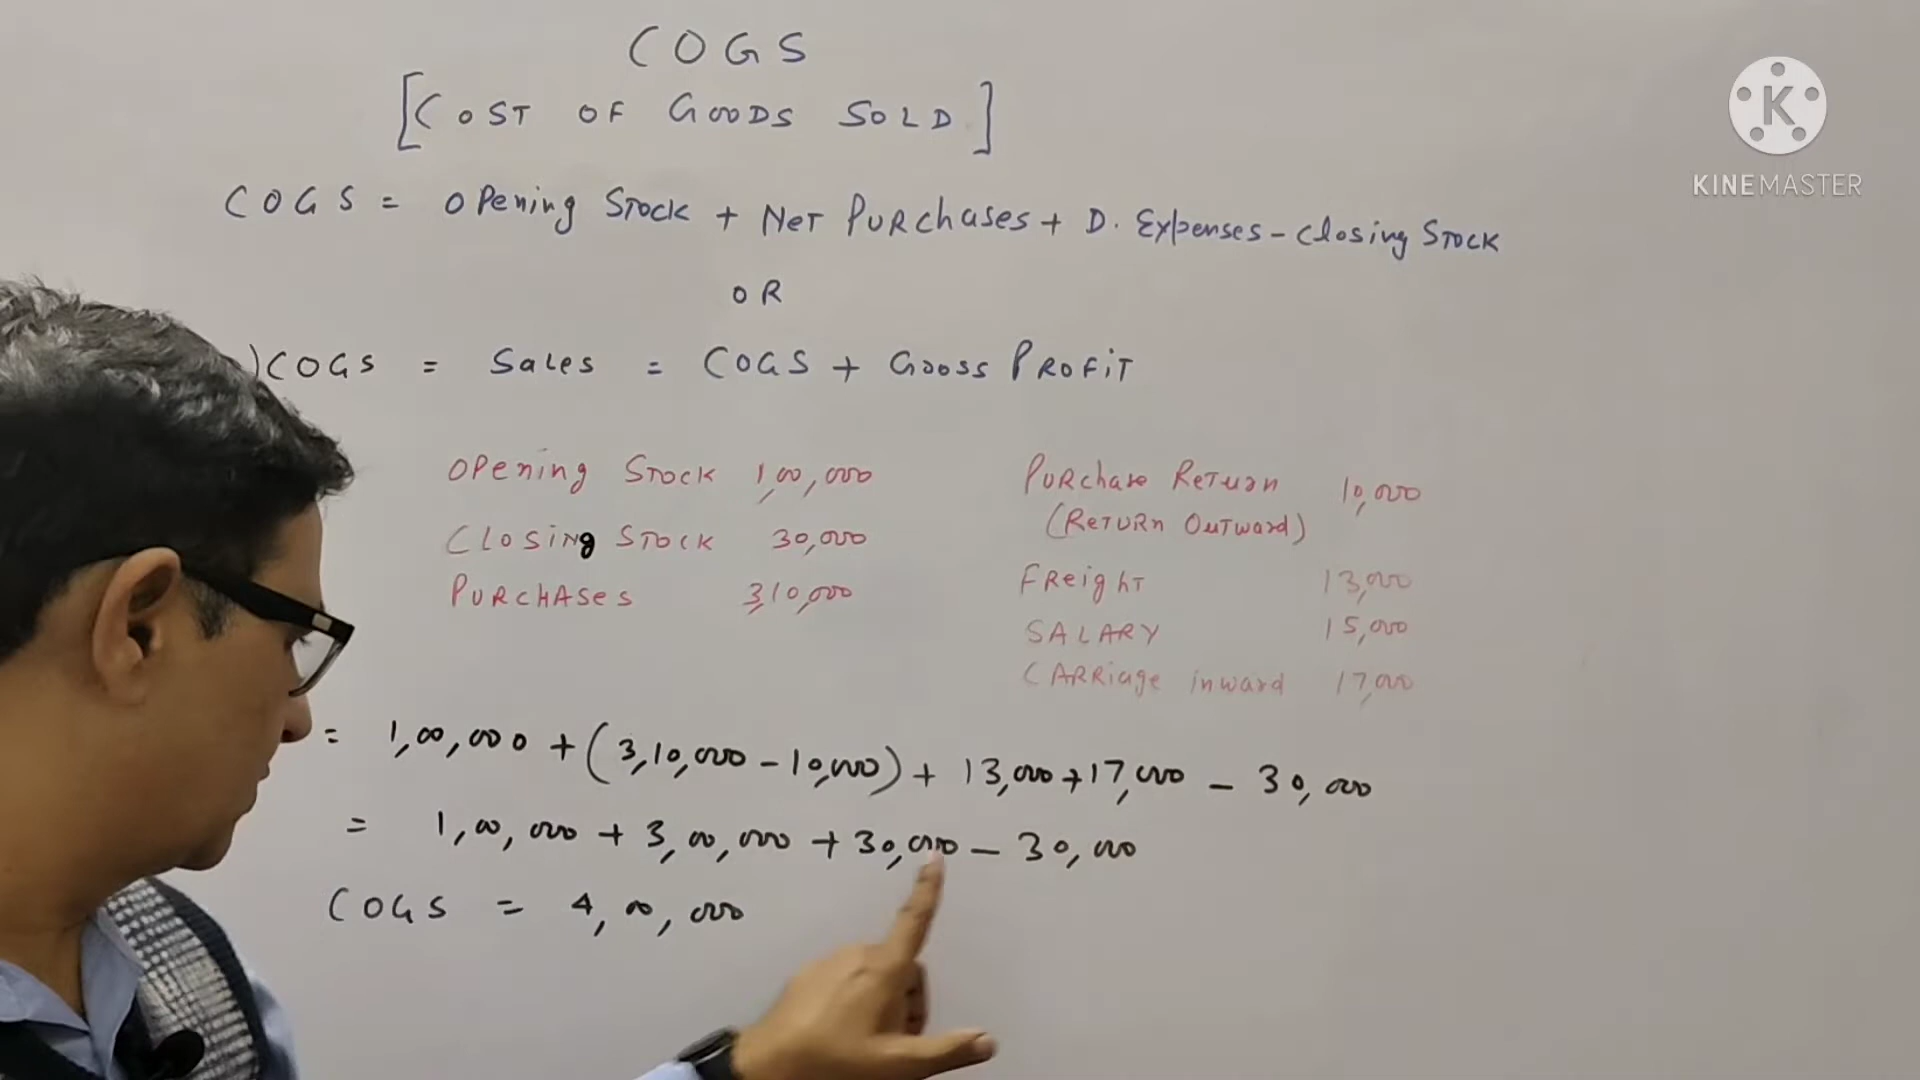 COGS
[COST OF GOODS SOLD]
COGS = Opening Stock + Net Purchases + D. Expenses - Closing Stock
OR
)COGS = Sales = COGS + Gross Profit
Opening Stock 1,00,000
Closing Stock 30,000
Purchases 3,10,000
Purchase Return 10,000
(Return Outward)
Freight 13,000
SALARY 15,000
Carriage inward 17,000
= 1,00,000 + (3,10,000 - 10,000) + 13,000 + 17,000 - 30,000
= 1,00,000 + 3,00,000 + 30,000 - 30,000
COGS = 4,00,000
K
KINEMASTER